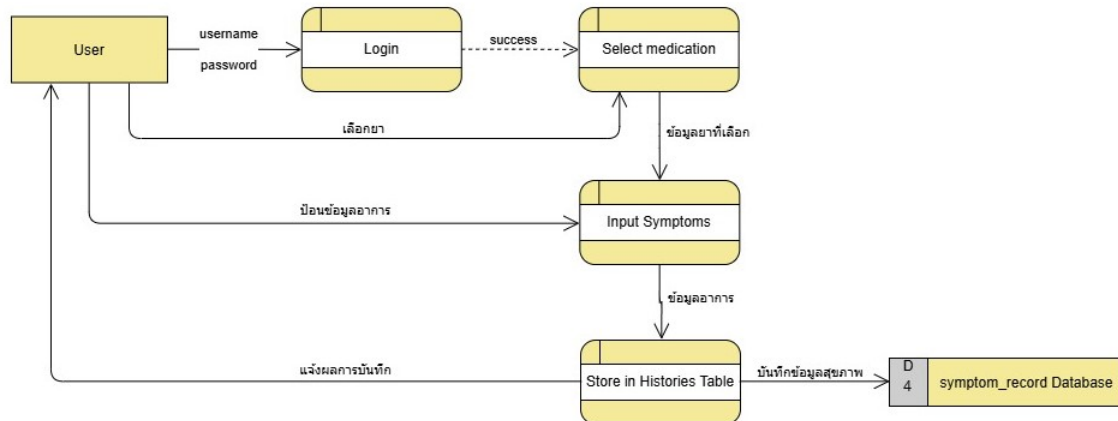 User
username
password
Login
success
Select medication
เลือกยา
ข้อมูลยาที่เลือก
ป้อนข้อมูลอาการ
Input Symptoms
ข้อมูลอาการ
แจ้งผลการบันทึก
Store in Histories Table
บันทึกข้อมูลสุขภาพ
D
4
symptom_record Database